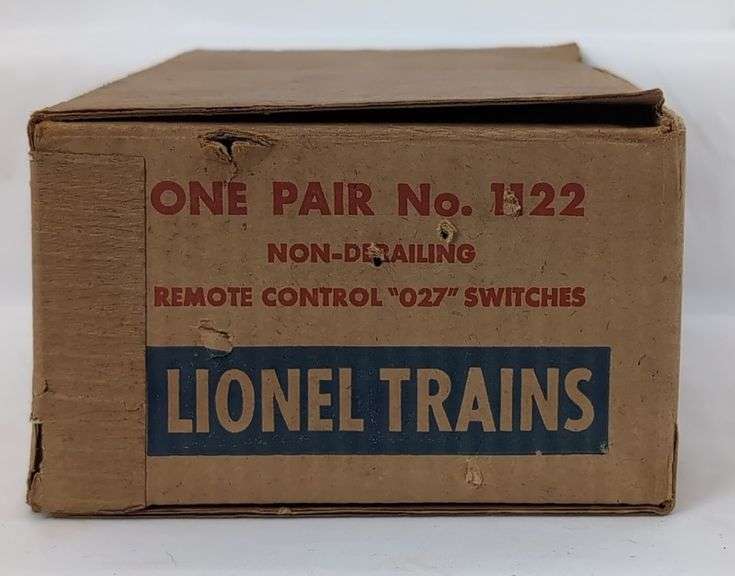 ONE PAIR No. 1122
NON-DERAILING
REMOTE CONTROL "027" SWITCHES
LIONEL TRAINS